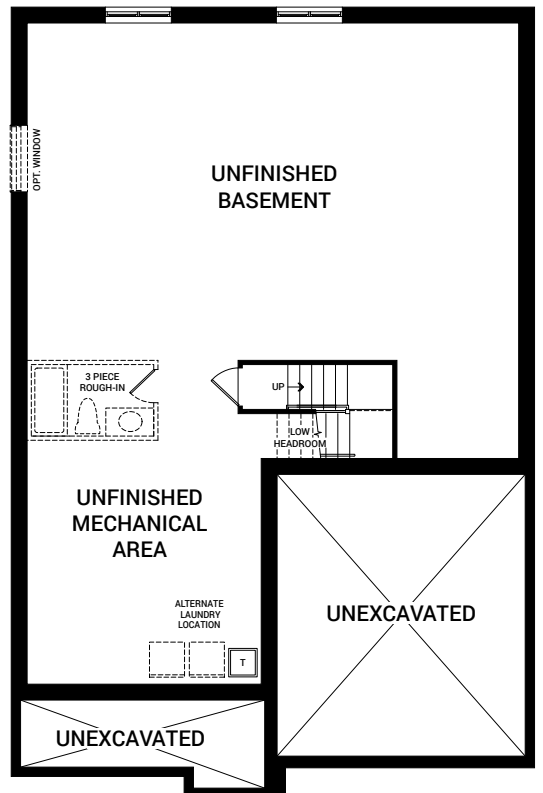 OPT. WINDOW
UNFINISHED
BASEMENT
3 PIECE
ROUGH-IN
UP
LOW
HEADROOM
UNFINISHED
MECHANICAL
AREA
ALTERNATE
LAUNDRY
LOCATION
T
UNEXCAVATED
UNEXCAVATED